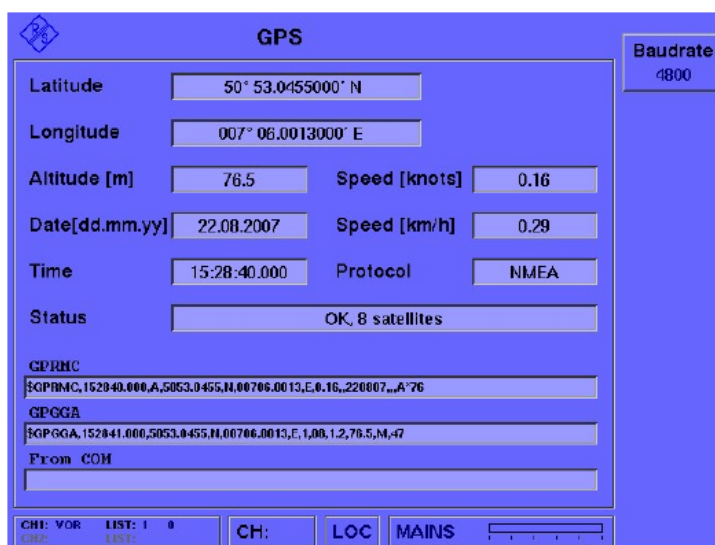 GPS
Baudrate
4800
Latitude 50° 53.0455000' N
Longitude 007° 06.0013000' E
Altitude [m] 76.5 Speed [knots] 0.16
Date[dd.mm.yy] 22.08.2007 Speed [km/h] 0.29
Time 15:28:40.000 Protocol NMEA
Status OK, 8 satellites
GPRMC
$GPRMC,152840.000,A,5053.0455,N,00706.0013,E,0.16,,220807,,,A*76
GPGGA
$GPGGA,152841.000,5053.0455,N,00706.0013,E,1,08,1.2,76.5,M,47
From COM
CH1: VOR LIST: 1 0
CH2: LIST:
CH: LOC MAINS